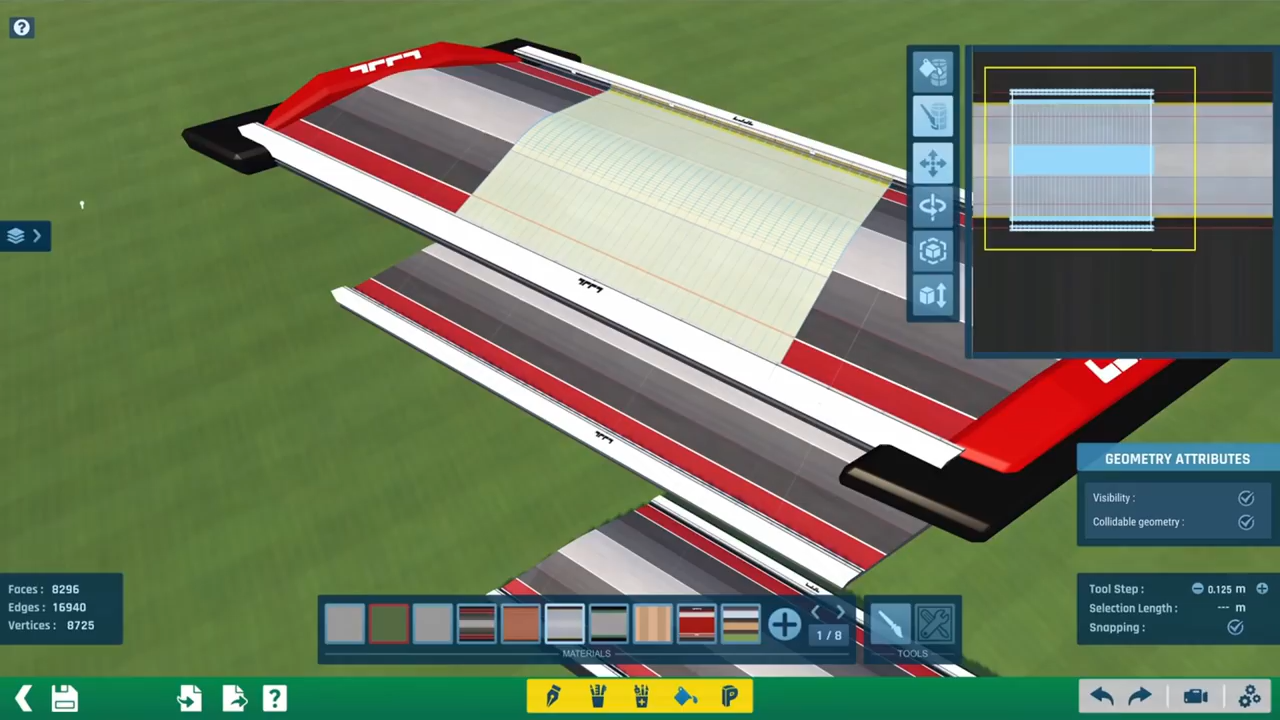 GEOMETRY ATTRIBUTES
Visibility :
Collidable geometry :
Faces : 8296
Edges : 16940
Vertices : 8725
Tool Step : 0.125 m
Selection Length : --- m
Snapping :
1 / 8
MATERIALS
TOOLS